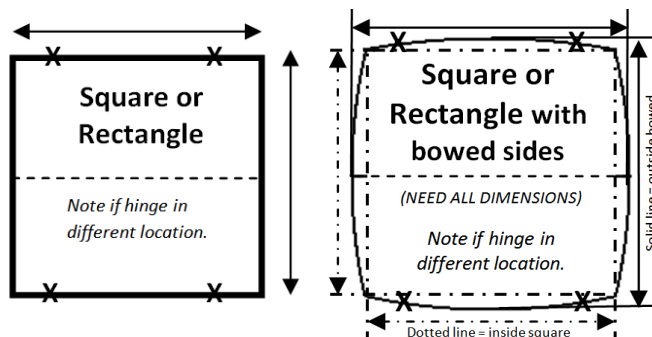 Square or
Rectangle
Note if hinge in
different location.
Square or
Rectangle with
bowed sides
(NEED ALL DIMENSIONS)
Note if hinge in
different location.
Solid line = outside bowed
Dotted line = inside square